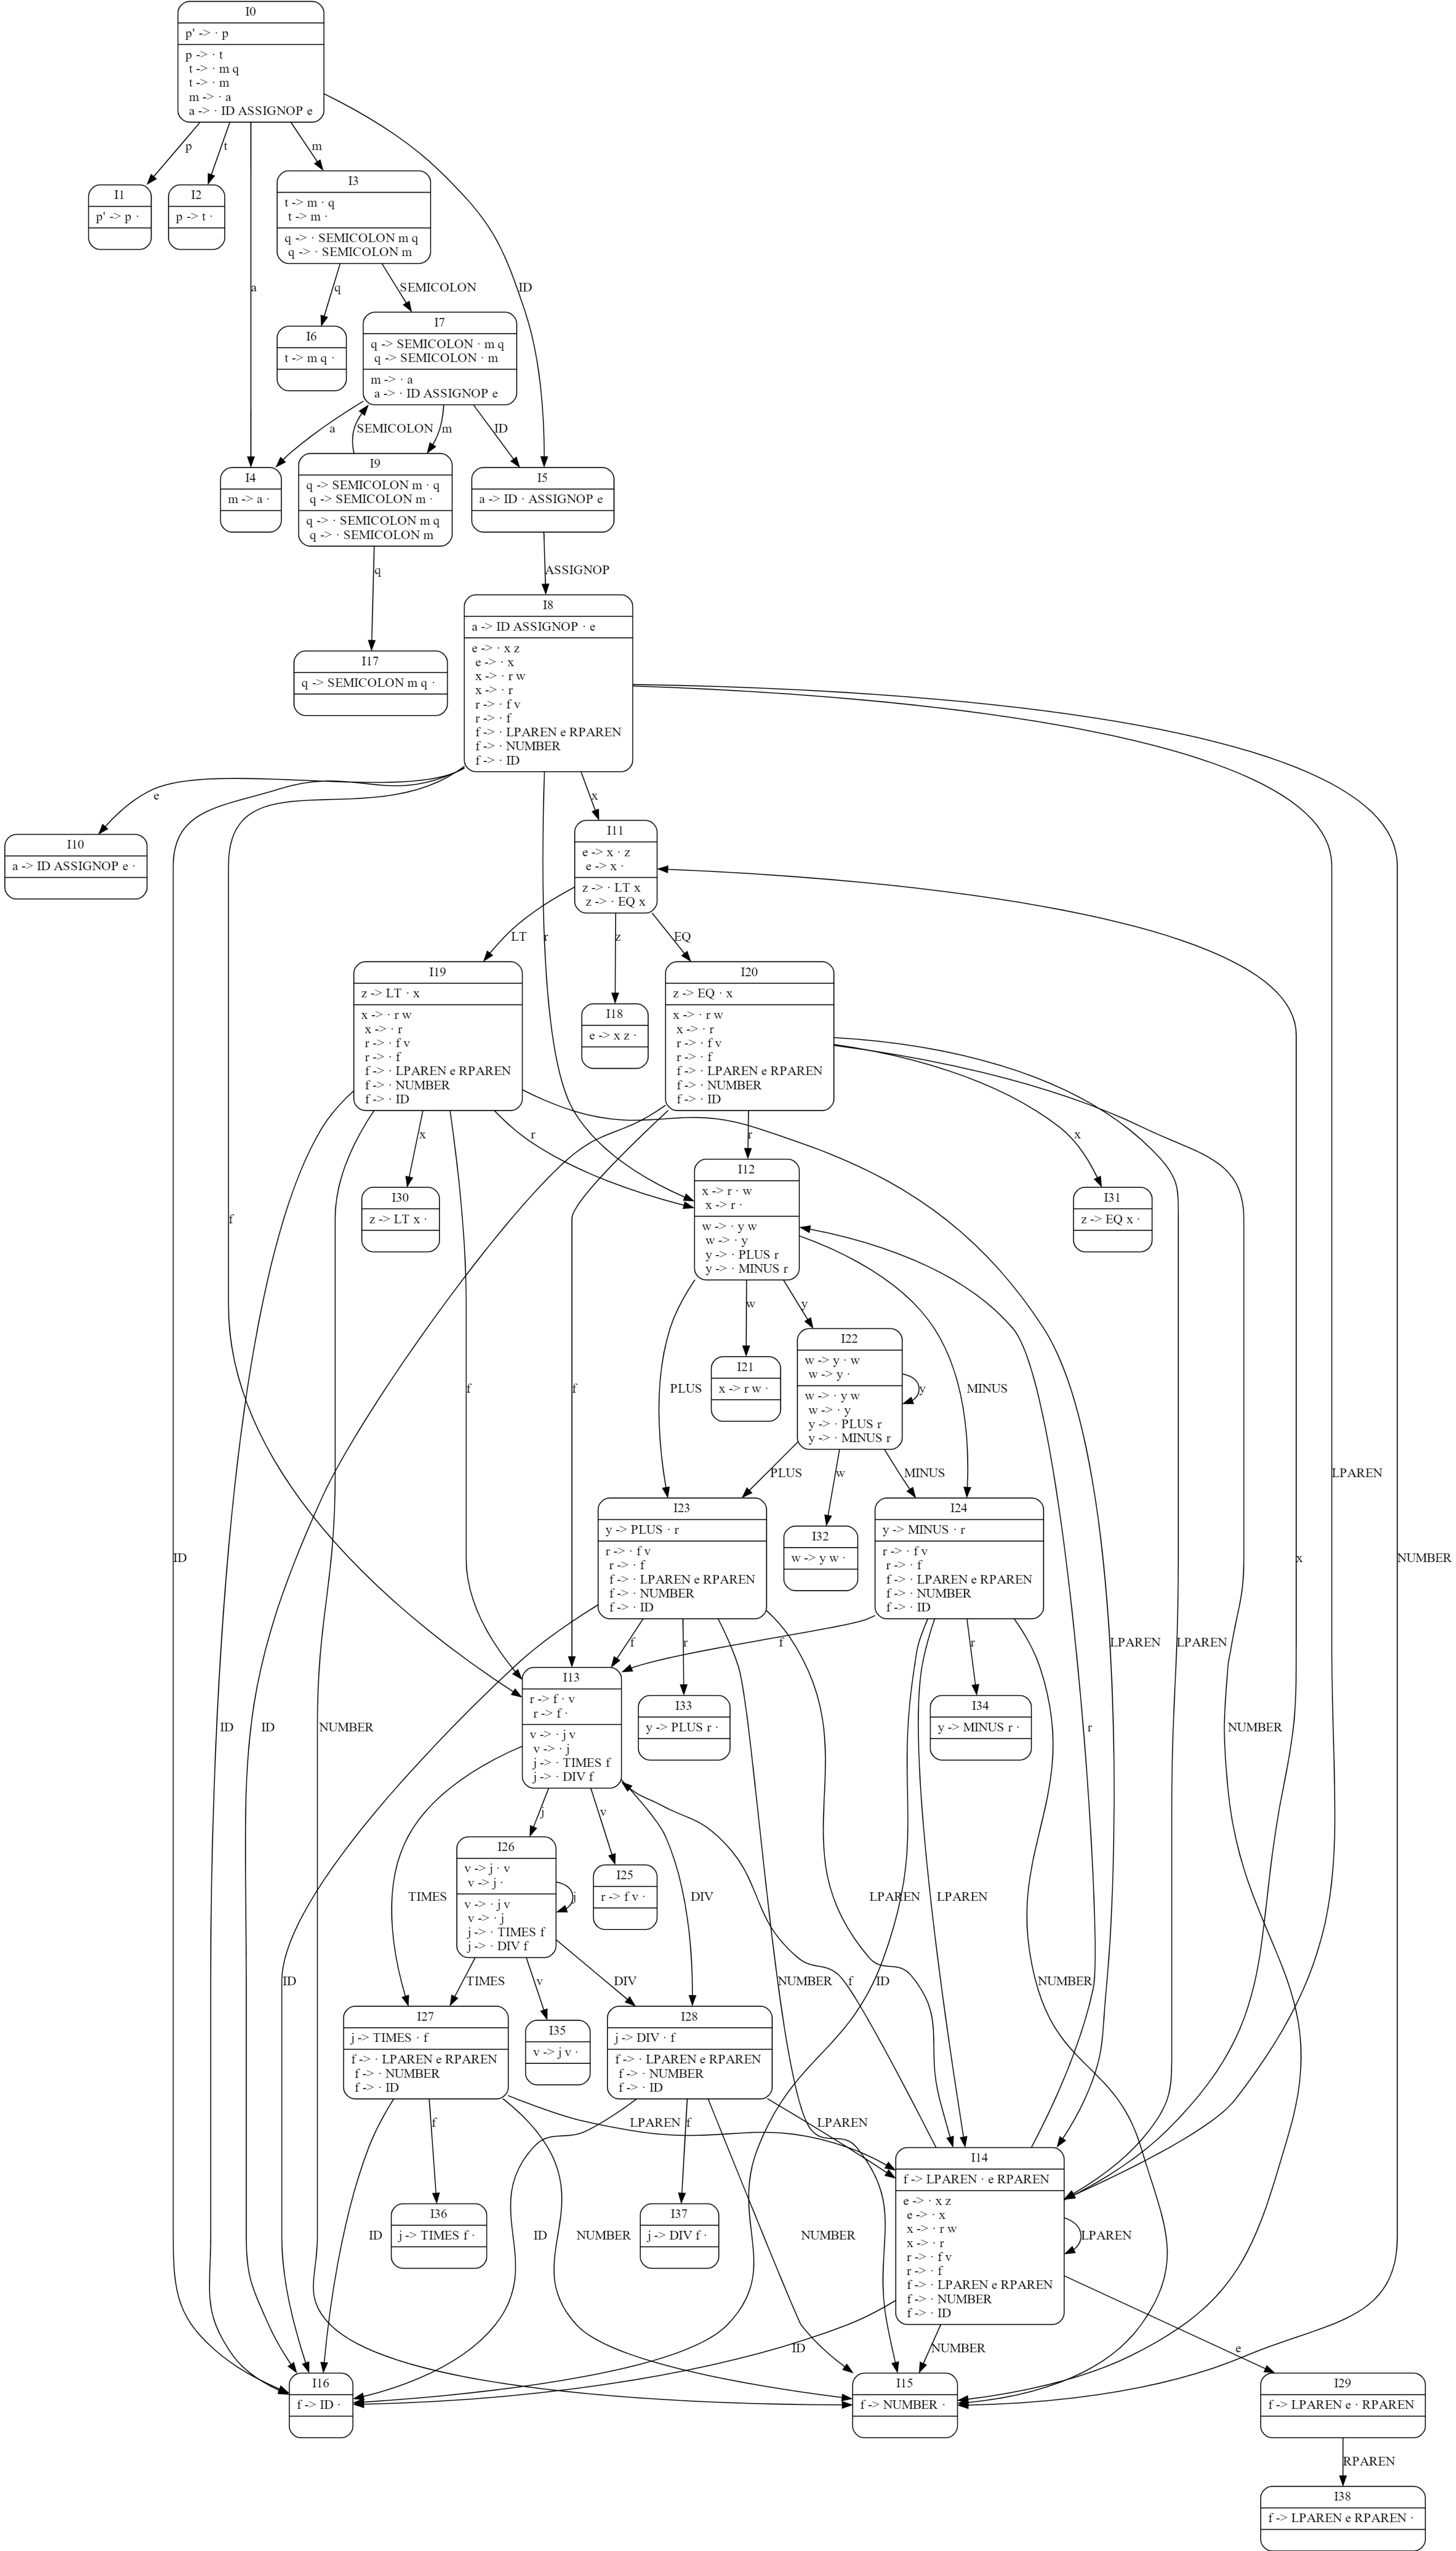 I0
p' -> · p
p -> · t
t -> · m q
t -> · m
m -> · a
a -> · ID ASSIGNOP e
p
t
a
m
ID
I1
p' -> p ·
I2
p -> t ·
I3
t -> m · q
t -> m ·
q -> · SEMICOLON m q
q -> · SEMICOLON m
q
SEMICOLON
I6
t -> m q ·
I7
q -> SEMICOLON · m q
q -> SEMICOLON · m
m -> · a
a -> · ID ASSIGNOP e
a
SEMICOLON
m
ID
I4
m -> a ·
I9
q -> SEMICOLON m · q
q -> SEMICOLON m ·
q -> · SEMICOLON m q
q -> · SEMICOLON m
I5
a -> ID · ASSIGNOP e
q
ASSIGNOP
I17
q -> SEMICOLON m q ·
I8
a -> ID ASSIGNOP · e
e -> · x z
e -> · x
x -> · r w
x -> · r
r -> · f v
r -> · f
f -> · LPAREN e RPAREN
f -> · NUMBER
f -> · ID
e
x
I10
a -> ID ASSIGNOP e ·
I11
e -> x · z
e -> x ·
z -> · LT x
z -> · EQ x
LT
r
z
EQ
I19
z -> LT · x
x -> · r w
x -> · r
r -> · f v
r -> · f
f -> · LPAREN e RPAREN
f -> · NUMBER
f -> · ID
I18
e -> x z ·
I20
z -> EQ · x
x -> · r w
x -> · r
r -> · f v
r -> · f
f -> · LPAREN e RPAREN
f -> · NUMBER
f -> · ID
x
r
r
x
f
I30
z -> LT x ·
I12
x -> r · w
x -> r ·
w -> · y w
w -> · y
y -> · PLUS r
y -> · MINUS r
I31
z -> EQ x ·
w
y
f
f
PLUS
MINUS
I21
x -> r w ·
I22
w -> y · w
w -> y ·
w -> · y w
w -> · y
y -> · PLUS r
y -> · MINUS r
y
PLUS
w
MINUS
LPAREN
ID
x
NUMBER
I23
y -> PLUS · r
r -> · f v
r -> · f
f -> · LPAREN e RPAREN
f -> · NUMBER
f -> · ID
I32
w -> y w ·
I24
y -> MINUS · r
r -> · f v
r -> · f
f -> · LPAREN e RPAREN
f -> · NUMBER
f -> · ID
f
r
f
r
LPAREN
LPAREN
I13
r -> f · v
r -> f ·
v -> · j v
v -> · j
j -> · TIMES f
j -> · DIV f
I33
y -> PLUS r ·
I34
y -> MINUS r ·
ID
ID
NUMBER
r
NUMBER
j
v
I26
v -> j · v
v -> j ·
v -> · j v
v -> · j
j -> · TIMES f
j -> · DIV f
j
I25
r -> f v ·
TIMES
DIV
LPAREN
LPAREN
ID
TIMES
v
DIV
NUMBER
f
ID
NUMBER
I27
j -> TIMES · f
f -> · LPAREN e RPAREN
f -> · NUMBER
f -> · ID
I35
v -> j v ·
I28
j -> DIV · f
f -> · LPAREN e RPAREN
f -> · NUMBER
f -> · ID
f
LPAREN
f
LPAREN
I14
f -> LPAREN · e RPAREN
e -> · x z
e -> · x
x -> · r w
x -> · r
r -> · f v
r -> · f
f -> · LPAREN e RPAREN
f -> · NUMBER
f -> · ID
LPAREN
I36
j -> TIMES f ·
I37
j -> DIV f ·
ID
ID
NUMBER
NUMBER
ID
NUMBER
e
I16
f -> ID ·
I15
f -> NUMBER ·
I29
f -> LPAREN e · RPAREN
RPAREN
I38
f -> LPAREN e RPAREN ·